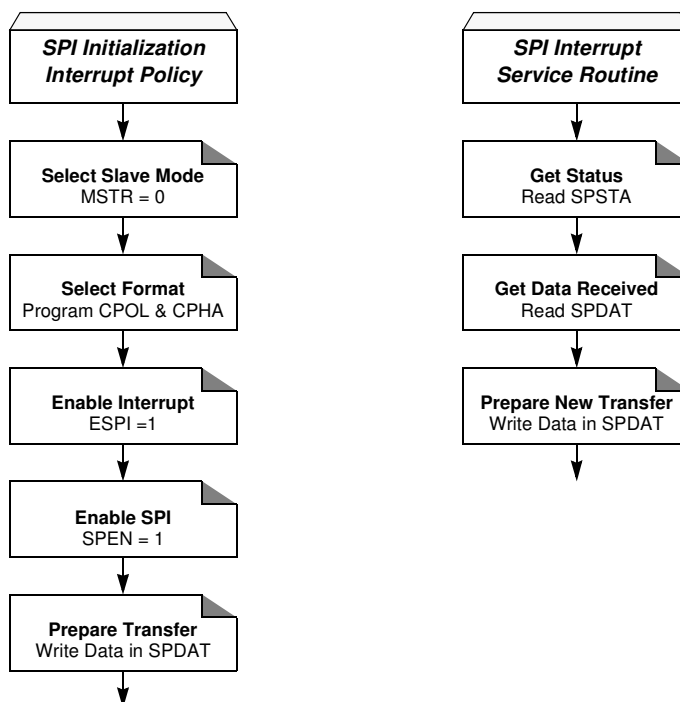 SPI Initialization
Interrupt Policy
Select Slave Mode
MSTR = 0
Select Format
Program CPOL & CPHA
Enable Interrupt
ESPI =1
Enable SPI
SPEN = 1
Prepare Transfer
Write Data in SPDAT
SPI Interrupt
Service Routine
Get Status
Read SPSTA
Get Data Received
Read SPDAT
Prepare New Transfer
Write Data in SPDAT